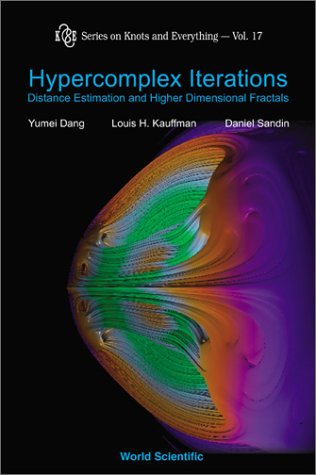 K&E Series on Knots and Everything — Vol. 17
Hypercomplex Iterations
Distance Estimation and Higher Dimensional Fractals
Yumei Dang Louis H. Kauffman Daniel Sandin
World Scientific